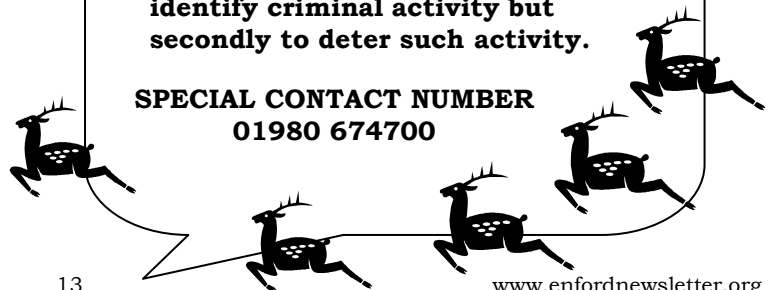 identify criminal activity but
secondly to deter such activity.
SPECIAL CONTACT NUMBER
01980 674700
13
www.enfordnewsletter.org